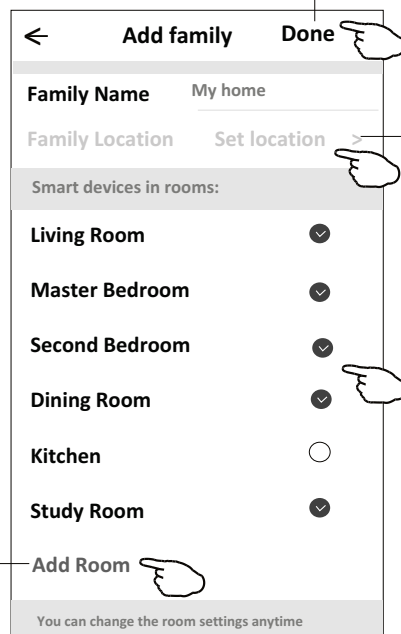 Add family Done
Family Name My home
Family Location Set location >
Smart devices in rooms:
Living Room
Master Bedroom
Second Bedroom
Dining Room
Kitchen
Study Room
Add Room
You can change the room settings anytime